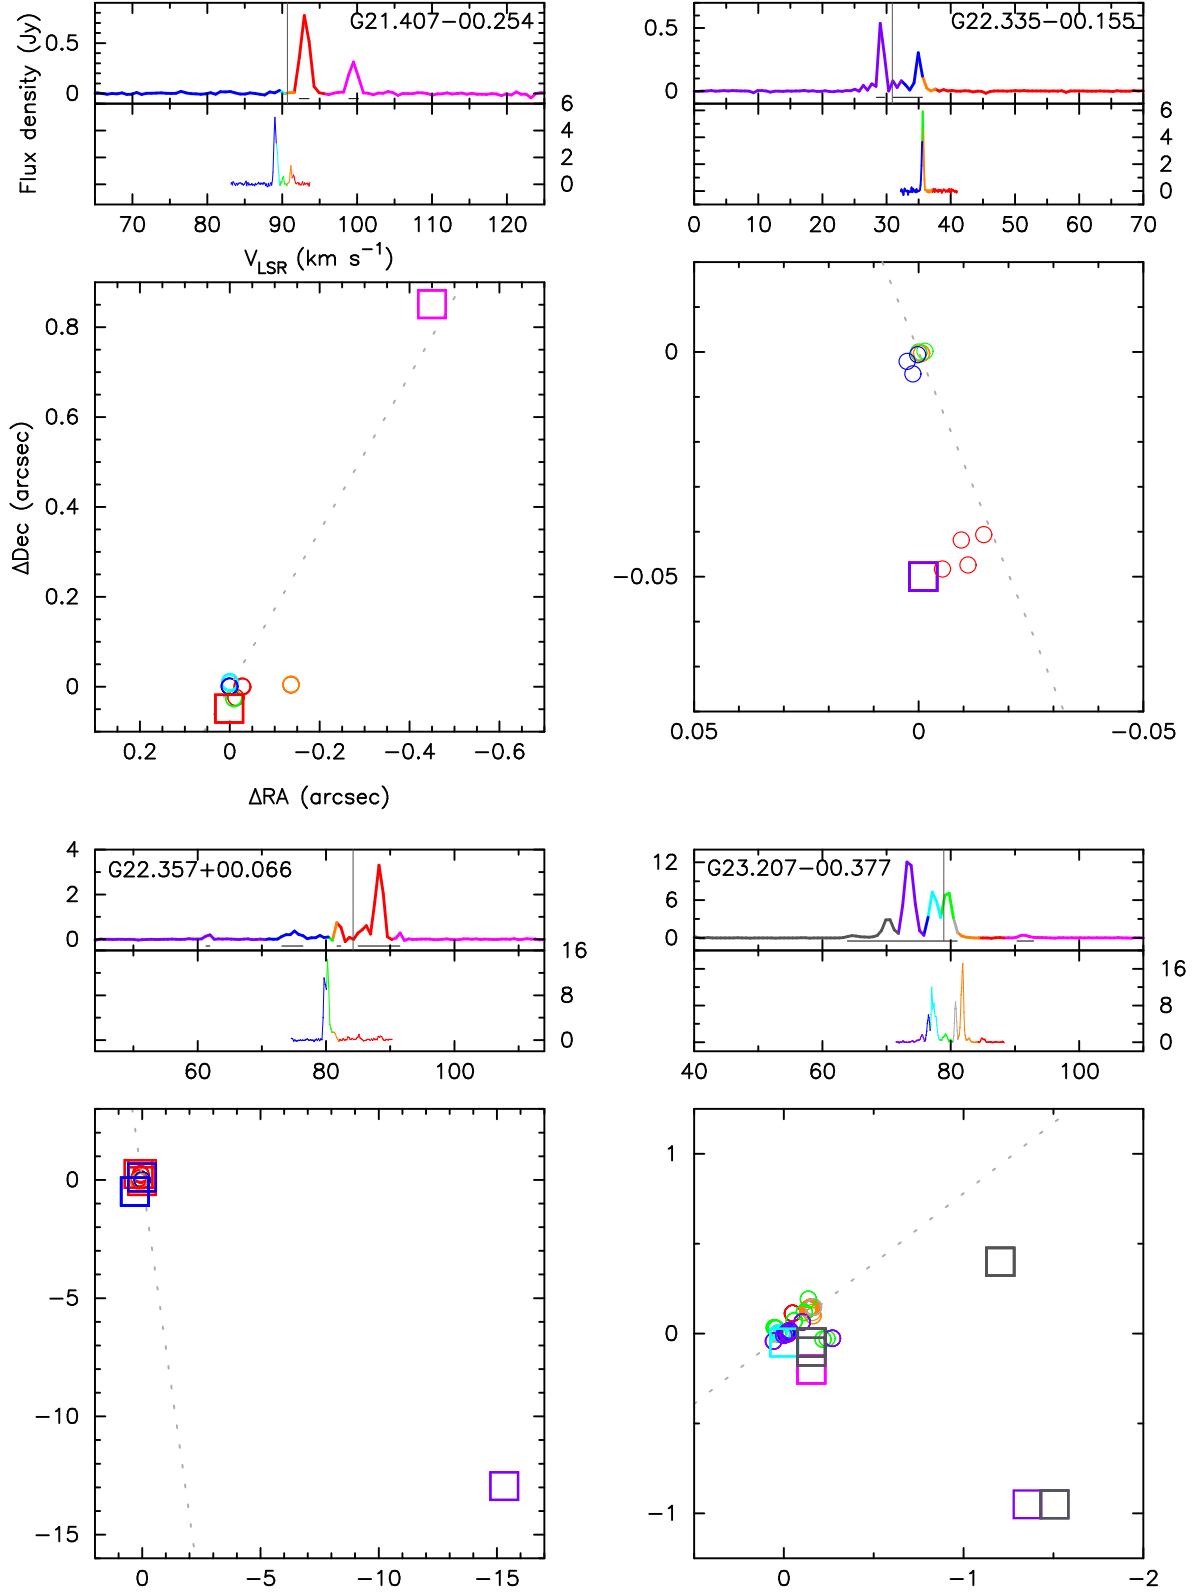 G21.407−00.254
G22.335−00.155
Flux density (Jy)
0.5
0
6
4
2
0
70 80 90 100 110 120
V_LSR (km s⁻¹)
0.5
0
6
4
2
0
0 10 20 30 40 50 60 70
ΔDec (arcsec)
0.8
0.6
0.4
0.2
0
0.2 0 −0.2 −0.4 −0.6
ΔRA (arcsec)
0
−0.05
0.05 0 −0.05
G22.357+00.066
G23.207−00.377
4
2
0
16
8
0
60 80 100
12
6
0
16
8
0
40 60 80 100
0
−5
−10
−15
0 −5 −10 −15
1
0
−1
0 −1 −2